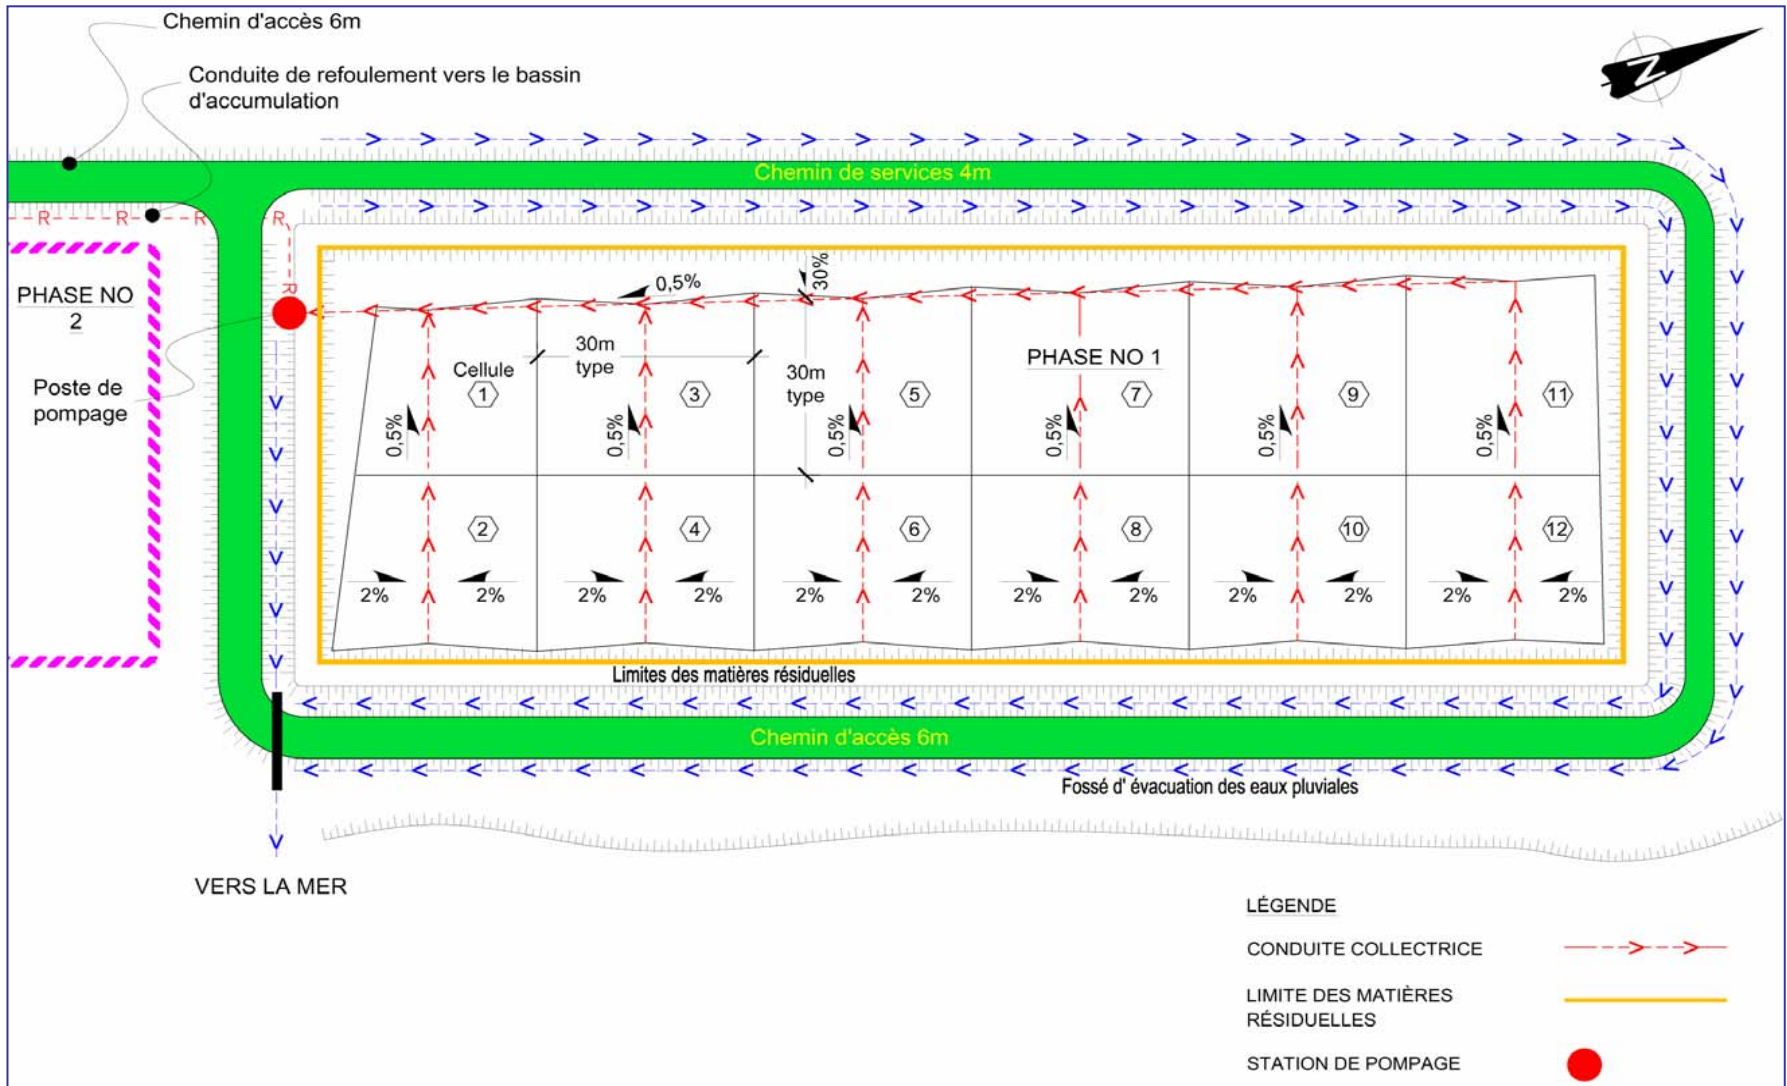 Chemin d'accès 6m
Conduite de refoulement vers le bassin
d'accumulation
N
Chemin de services 4m
R R R R
R
PHASE NO
2
Poste de
pompage
0,5%
30%
Cellule
30m
type
30m
type
PHASE NO 1
1
3
5
7
9
11
0,5%
0,5%
0,5%
0,5%
0,5%
0,5%
2
4
6
8
10
12
2% 2% 2% 2% 2% 2% 2% 2% 2% 2% 2% 2%
Limites des matières résiduelles
Chemin d'accès 6m
Fossé d' évacuation des eaux pluviales
VERS LA MER
LÉGENDE
CONDUITE COLLECTRICE
LIMITE DES MATIÈRES
RÉSIDUELLES
STATION DE POMPAGE